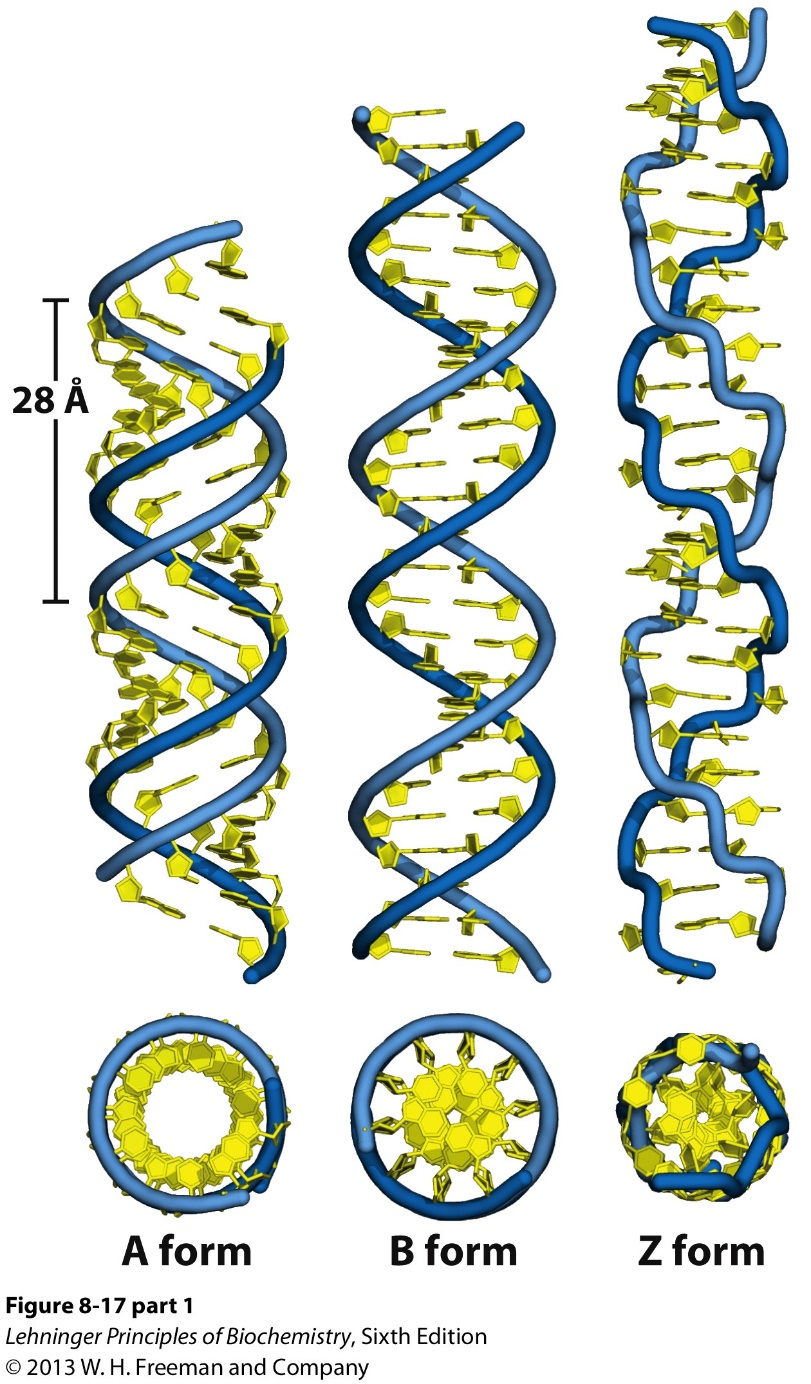 28 Å
A form
B form
Z form
Figure 8-17 part 1
Lehninger Principles of Biochemistry, Sixth Edition
© 2013 W. H. Freeman and Company